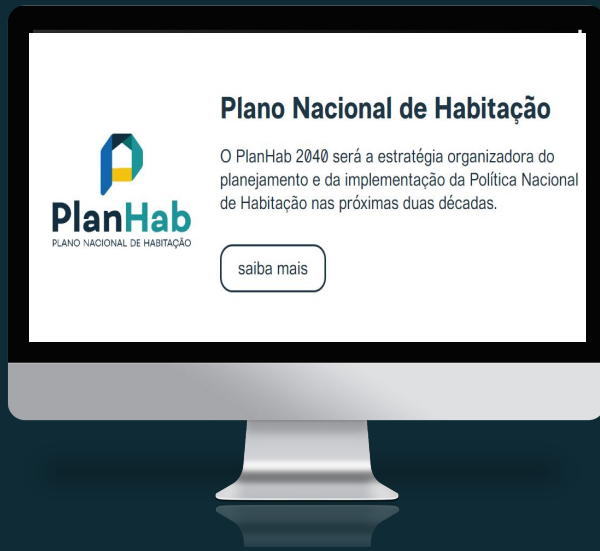 Plano Nacional de Habitação
O PlanHab 2040 será a estratégia organizadora do
planejamento e da implementação da Política Nacional
de Habitação nas próximas duas décadas.
PlanHab
PLANO NACIONAL DE HABITAÇÃO
saiba mais